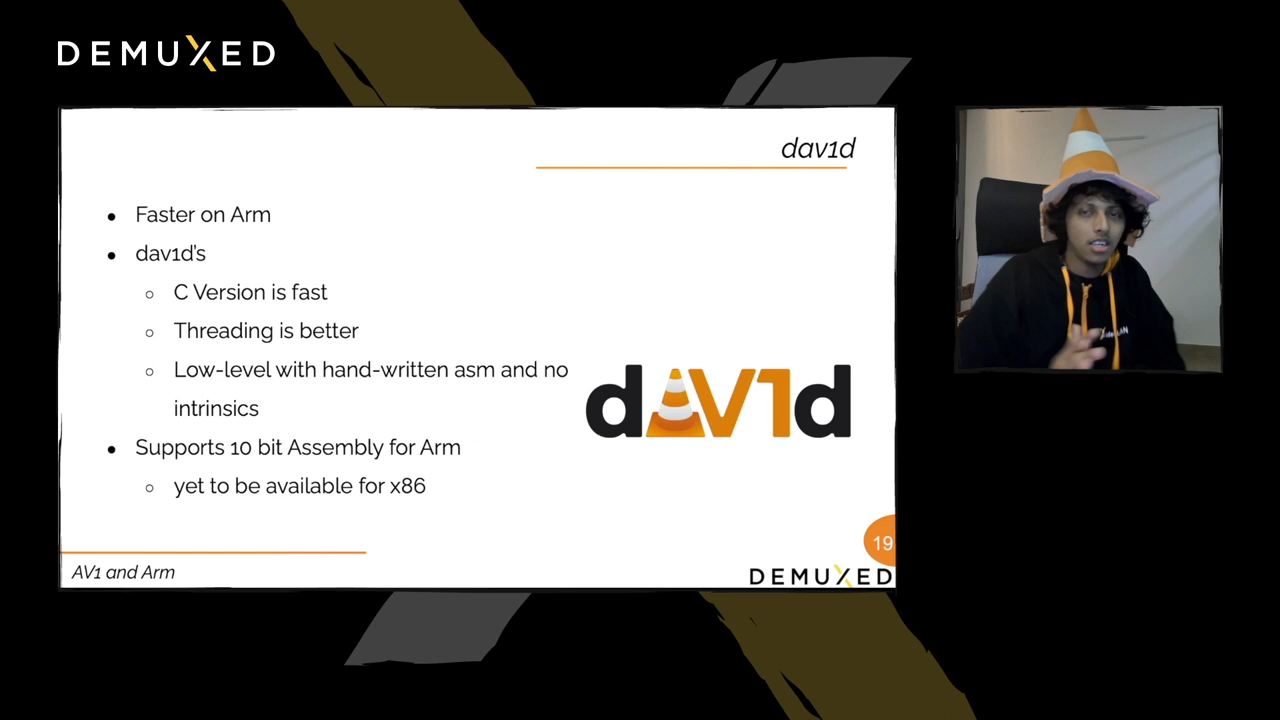 DEMUXED
dav1d
Faster on Arm
dav1d's
C Version is fast
Threading is better
Low-level with hand-written asm and no
intrinsics
dAV1d
Supports 10 bit Assembly for Arm
yet to be available for x86
19
AV1 and Arm
DEMUXED